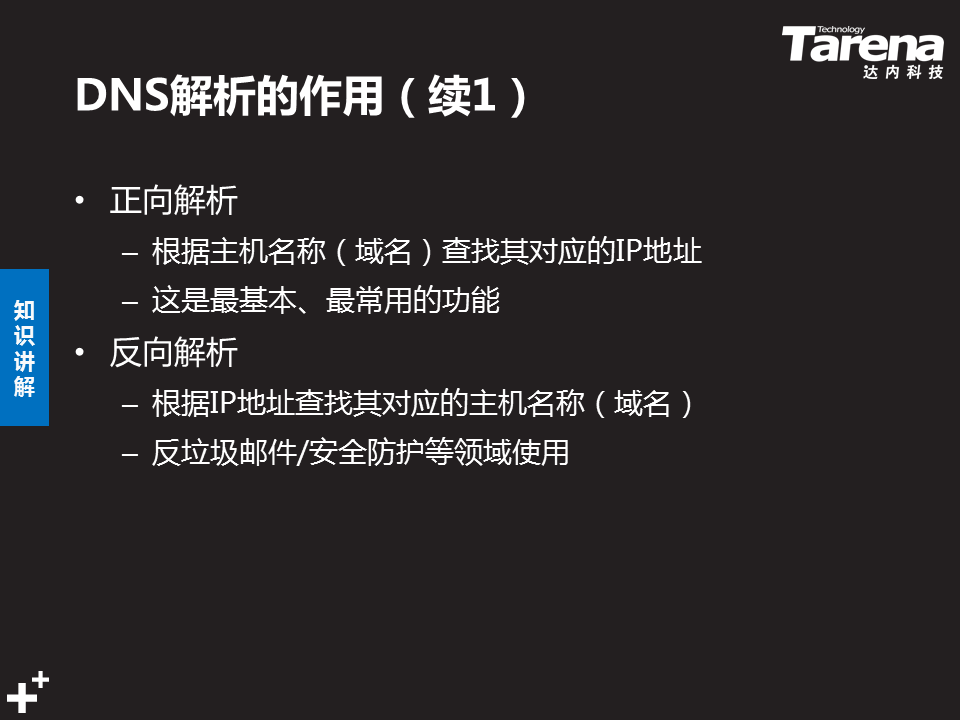 Technology
Tarena
达内科技
DNS解析的作用（续1）
• 正向解析
– 根据主机名称（域名）查找其对应的IP地址
– 这是最基本、最常用的功能
知识讲解
• 反向解析
– 根据IP地址查找其对应的主机名称（域名）
– 反垃圾邮件/安全防护等领域使用